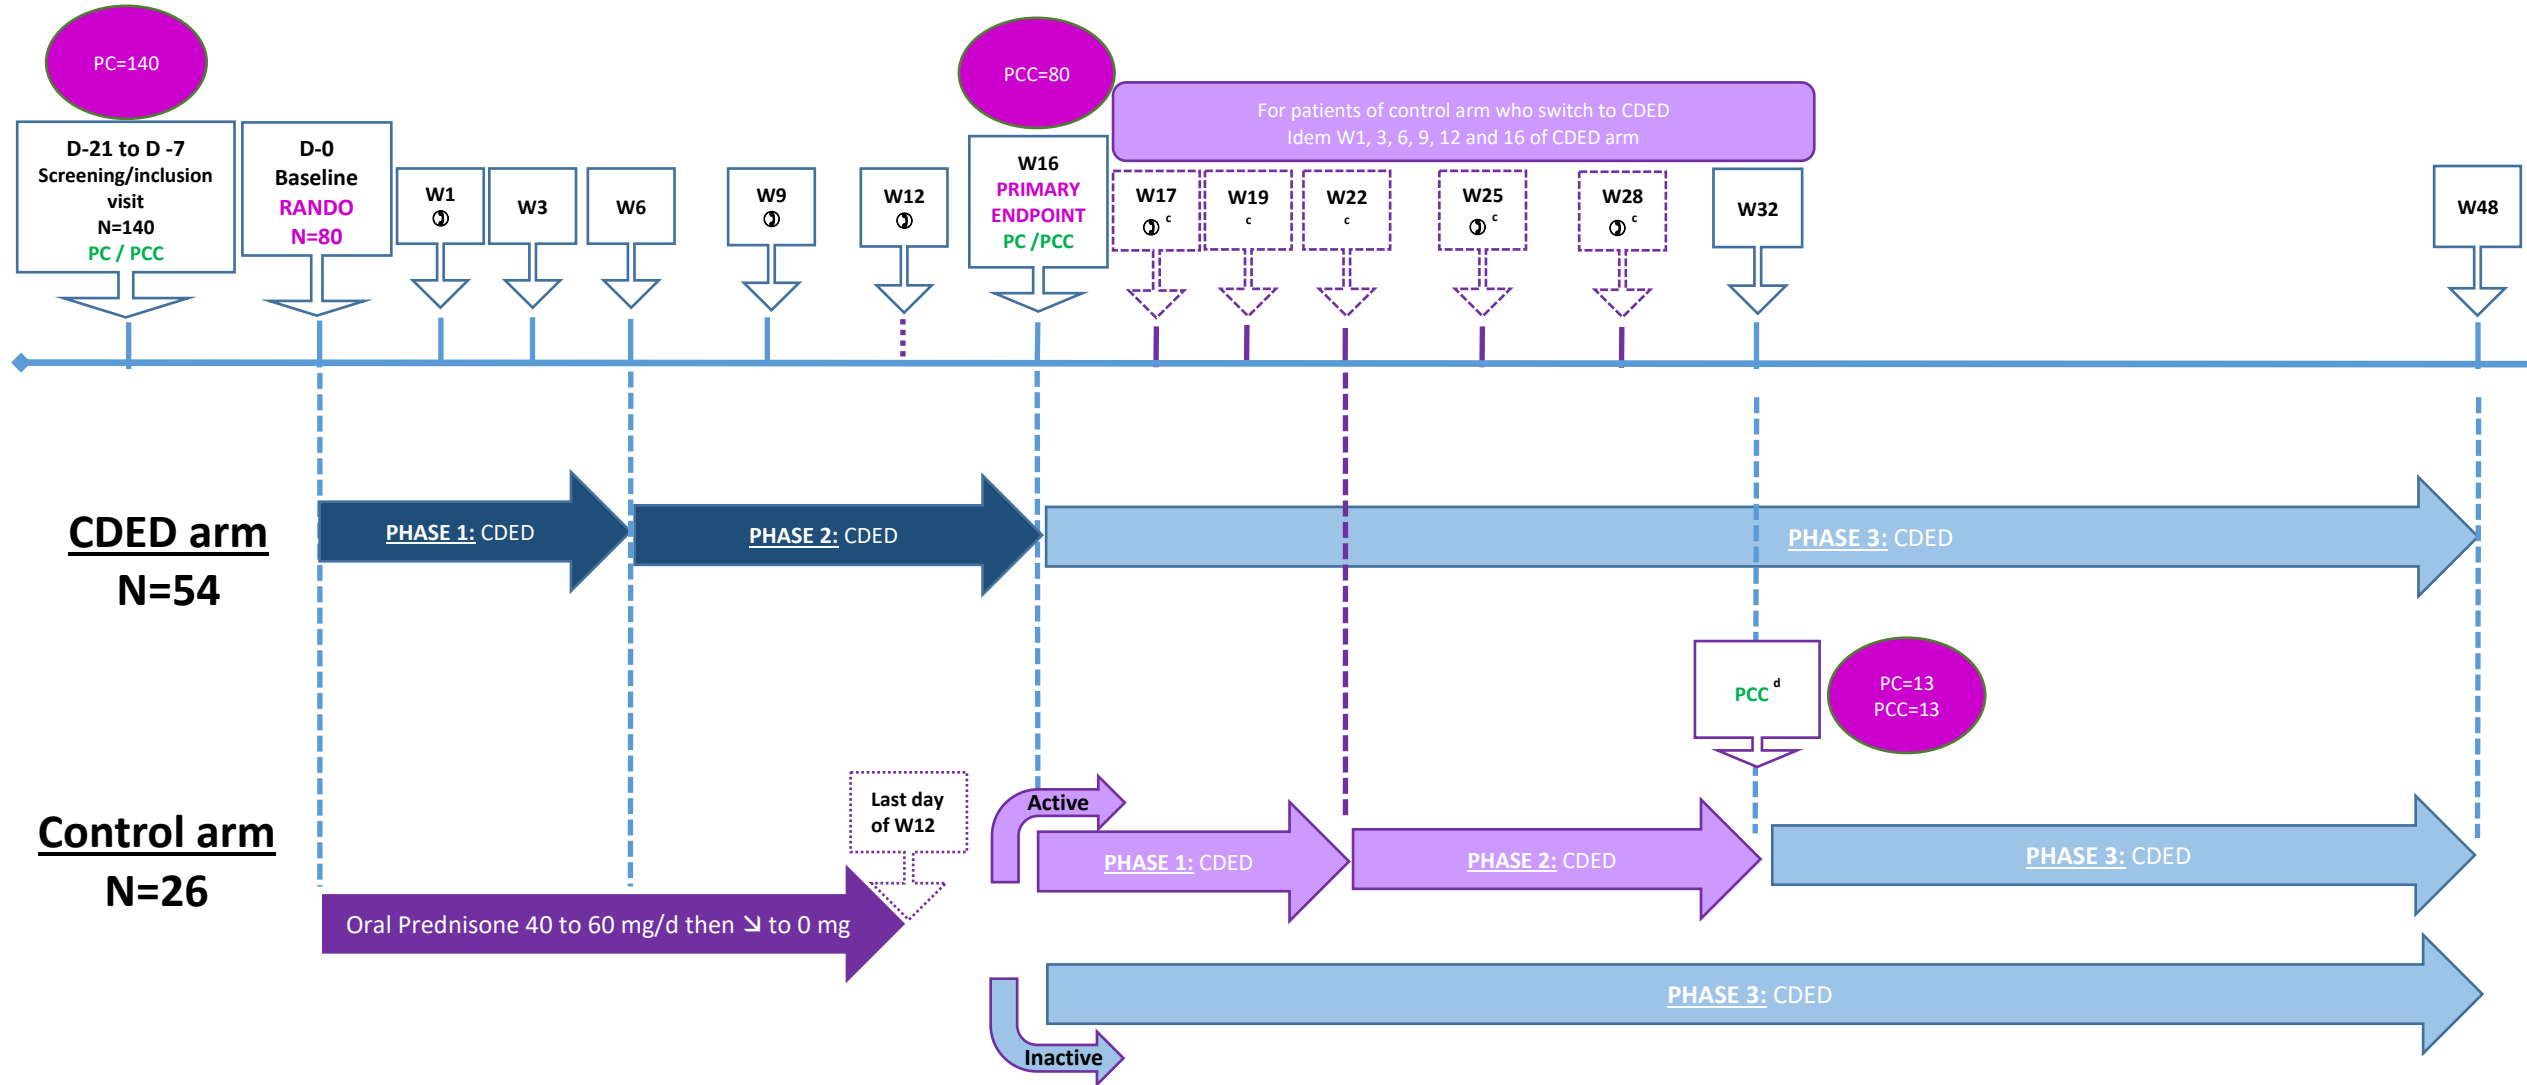 PC=140
PCC=80
For patients of control arm who switch to CDED
Idem W1, 3, 6, 9, 12 and 16 of CDED arm
D-21 to D -7
Screening/inclusion
visit
N=140
PC / PCC
D-0
Baseline
RANDO
N=80
W1
W3
W6
W9
W12
W16
PRIMARY
ENDPOINT
PC /PCC
W17
c
W19
c
W22
c
W25
c
W28
c
W32
W48
CDED arm
N=54
PHASE 1: CDED
PHASE 2: CDED
PHASE 3: CDED
PCC d
PC=13
PCC=13
Control arm
N=26
Last day
of W12
Oral Prednisone 40 to 60 mg/d then ↘ to 0 mg
Active
PHASE 1: CDED
PHASE 2: CDED
PHASE 3: CDED
PHASE 3: CDED
Inactive